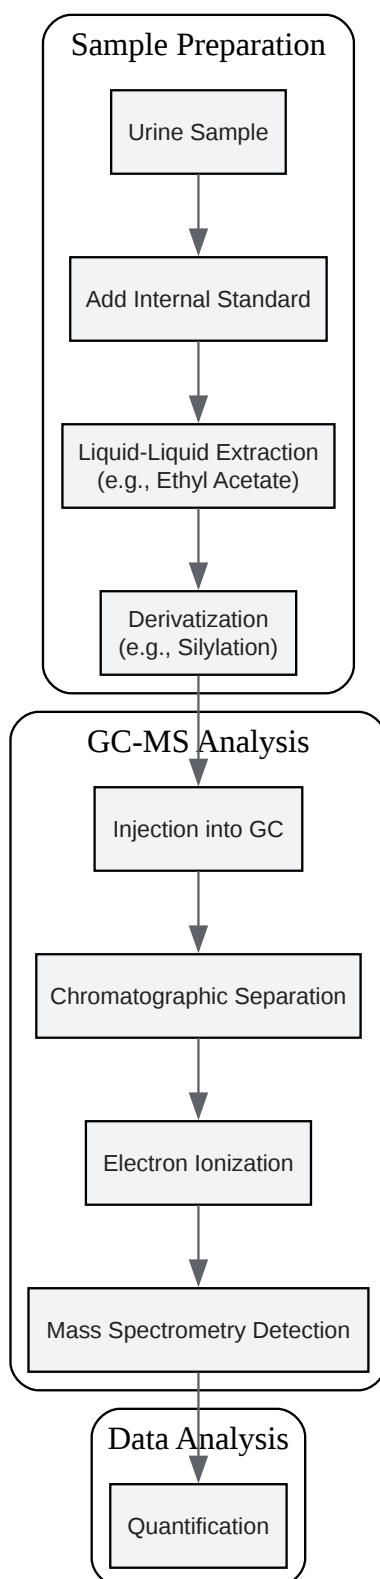 Sample Preparation
Urine Sample
Add Internal Standard
Liquid-Liquid Extraction
(e.g., Ethyl Acetate)
Derivatization
(e.g., Silylation)
GC-MS Analysis
Injection into GC
Chromatographic Separation
Electron Ionization
Mass Spectrometry Detection
Data Analysis
Quantification